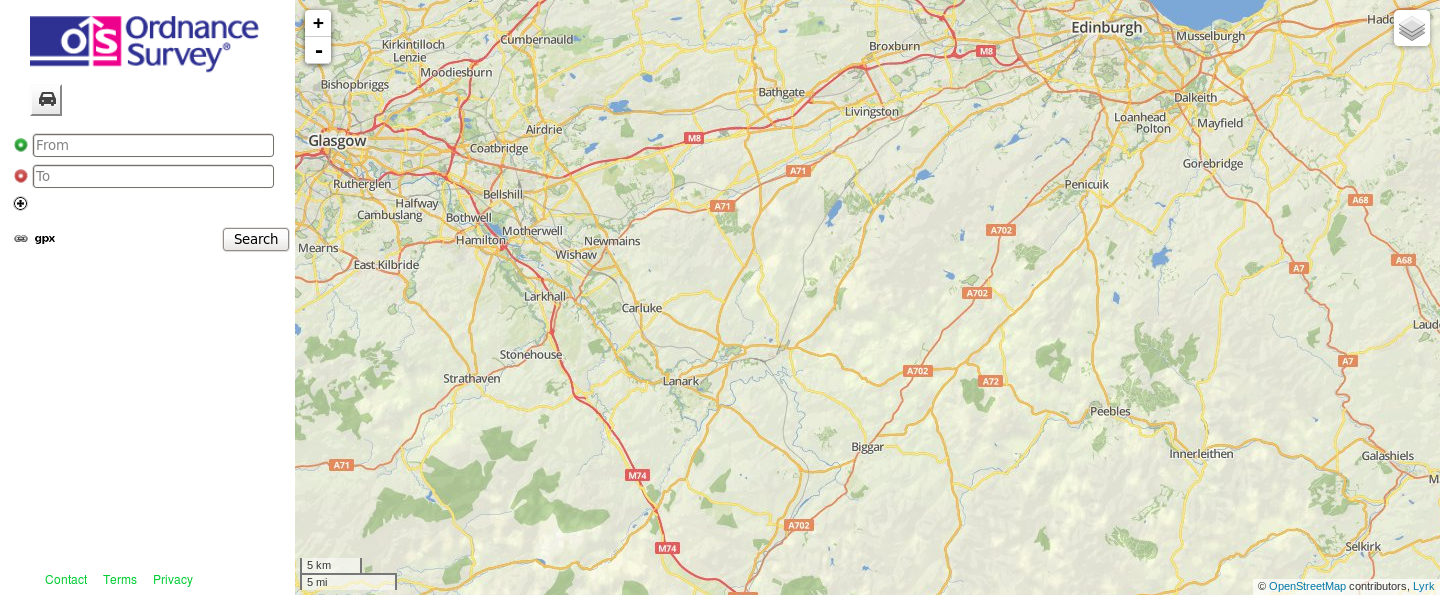 os Ordnance
Survey®
From
To
gpx
Search
Contact Terms Privacy
+
-
Edinburgh
Musselburgh
Cumbernauld
Kirkintilloch
Lenzie
Broxburn
M8
Moodiesburn
Bishopbriggs
Bathgate
Livingston
Dalkeith
Loanhead
Polton
Mayfield
Glasgow
Airdrie
Coatbridge
M8
Gorebridge
A71
Rutherglen
Bellshill
Penicuik
Halfway
Cambuslang
A71
A68
Bothwell
Motherwell
A702
Hamilton
Newmains
Mearns
Wishaw
East Kilbride
A7
A68
Larkhall
Carluke
A702
Stonehouse
A7
Strathaven
Lanark
A702
A72
Peebles
Biggar
Innerleithen
Galashiels
A71
M74
A702
M74
Selkirk
5 km
5 mi
© OpenStreetMap contributors, Lyrk